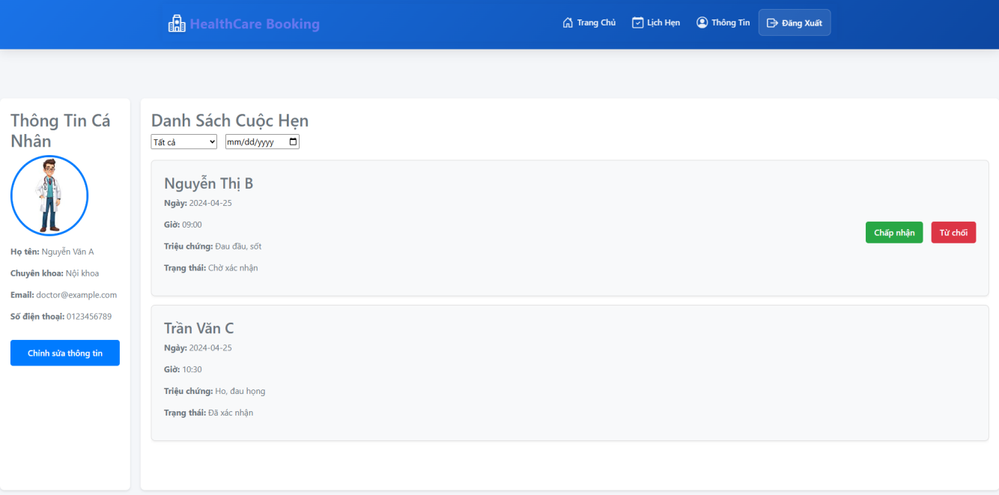 HealthCare Booking
Trang Chủ
Lịch Hẹn
Thông Tin
Đăng Xuất
Thông Tin Cá
Nhân
Họ tên: Nguyễn Văn A
Chuyên khoa: Nội khoa
Email: doctor@example.com
Số điện thoại: 0123456789
Chỉnh sửa thông tin
Danh Sách Cuộc Hẹn
Tất cả
mm/dd/yyyy
Nguyễn Thị B
Ngày: 2024-04-25
Giờ: 09:00
Triệu chứng: Đau đầu, sốt
Trạng thái: Chờ xác nhận
Chấp nhận
Từ chối
Trần Văn C
Ngày: 2024-04-25
Giờ: 10:30
Triệu chứng: Ho, đau họng
Trạng thái: Đã xác nhận